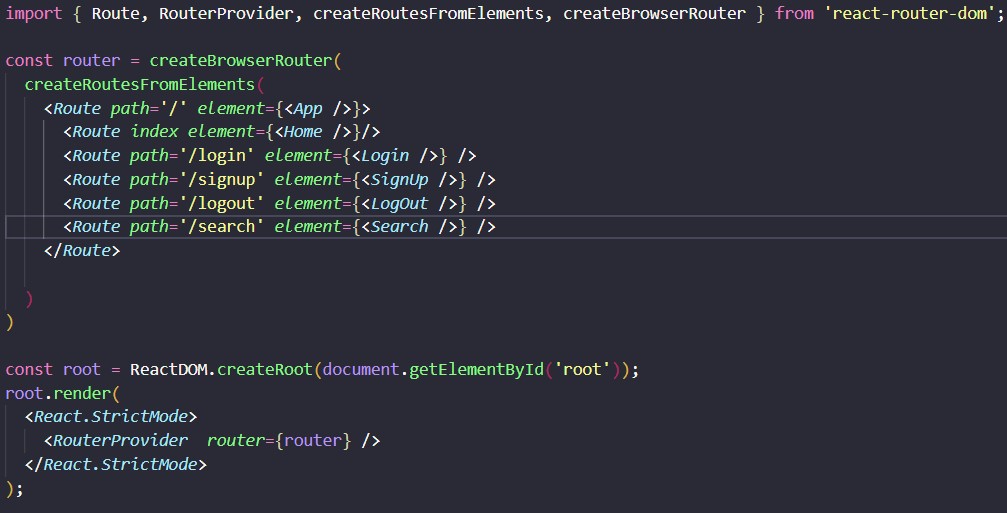 import { Route, RouterProvider, createRoutesFromElements, createBrowserRouter } from 'react-router-dom';
const router = createBrowserRouter(
createRoutesFromElements(
<Route path='/' element={<App />}>
<Route index element={<Home />}/>
<Route path='/login' element={<Login />} />
<Route path='/signup' element={<SignUp />} />
<Route path='/logout' element={<LogOut />} />
<Route path='/search' element={<Search />} />
</Route>
)
)
const root = ReactDOM.createRoot(document.getElementById('root'));
root.render(
<React.StrictMode>
<RouterProvider  router={router} />
</React.StrictMode>
);